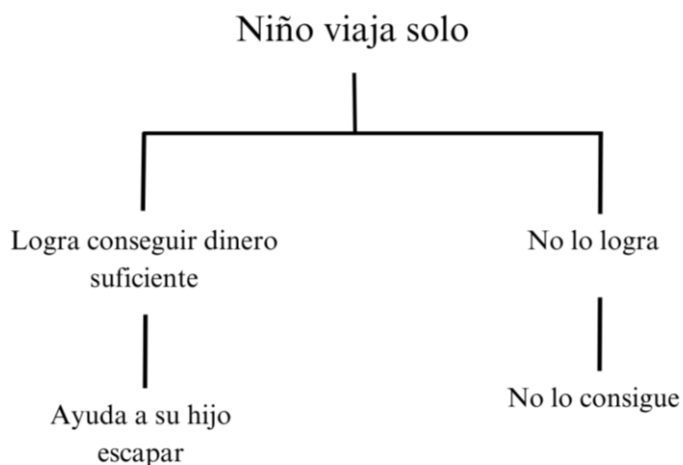 Niño viaja solo
Logra conseguir dinero
suficiente
No lo logra
Ayuda a su hijo
escapar
No lo consigue